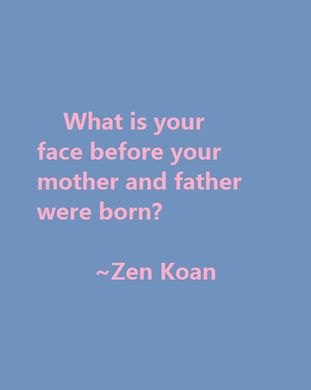 What is your
face before your
mother and father
were born?
~Zen Koan